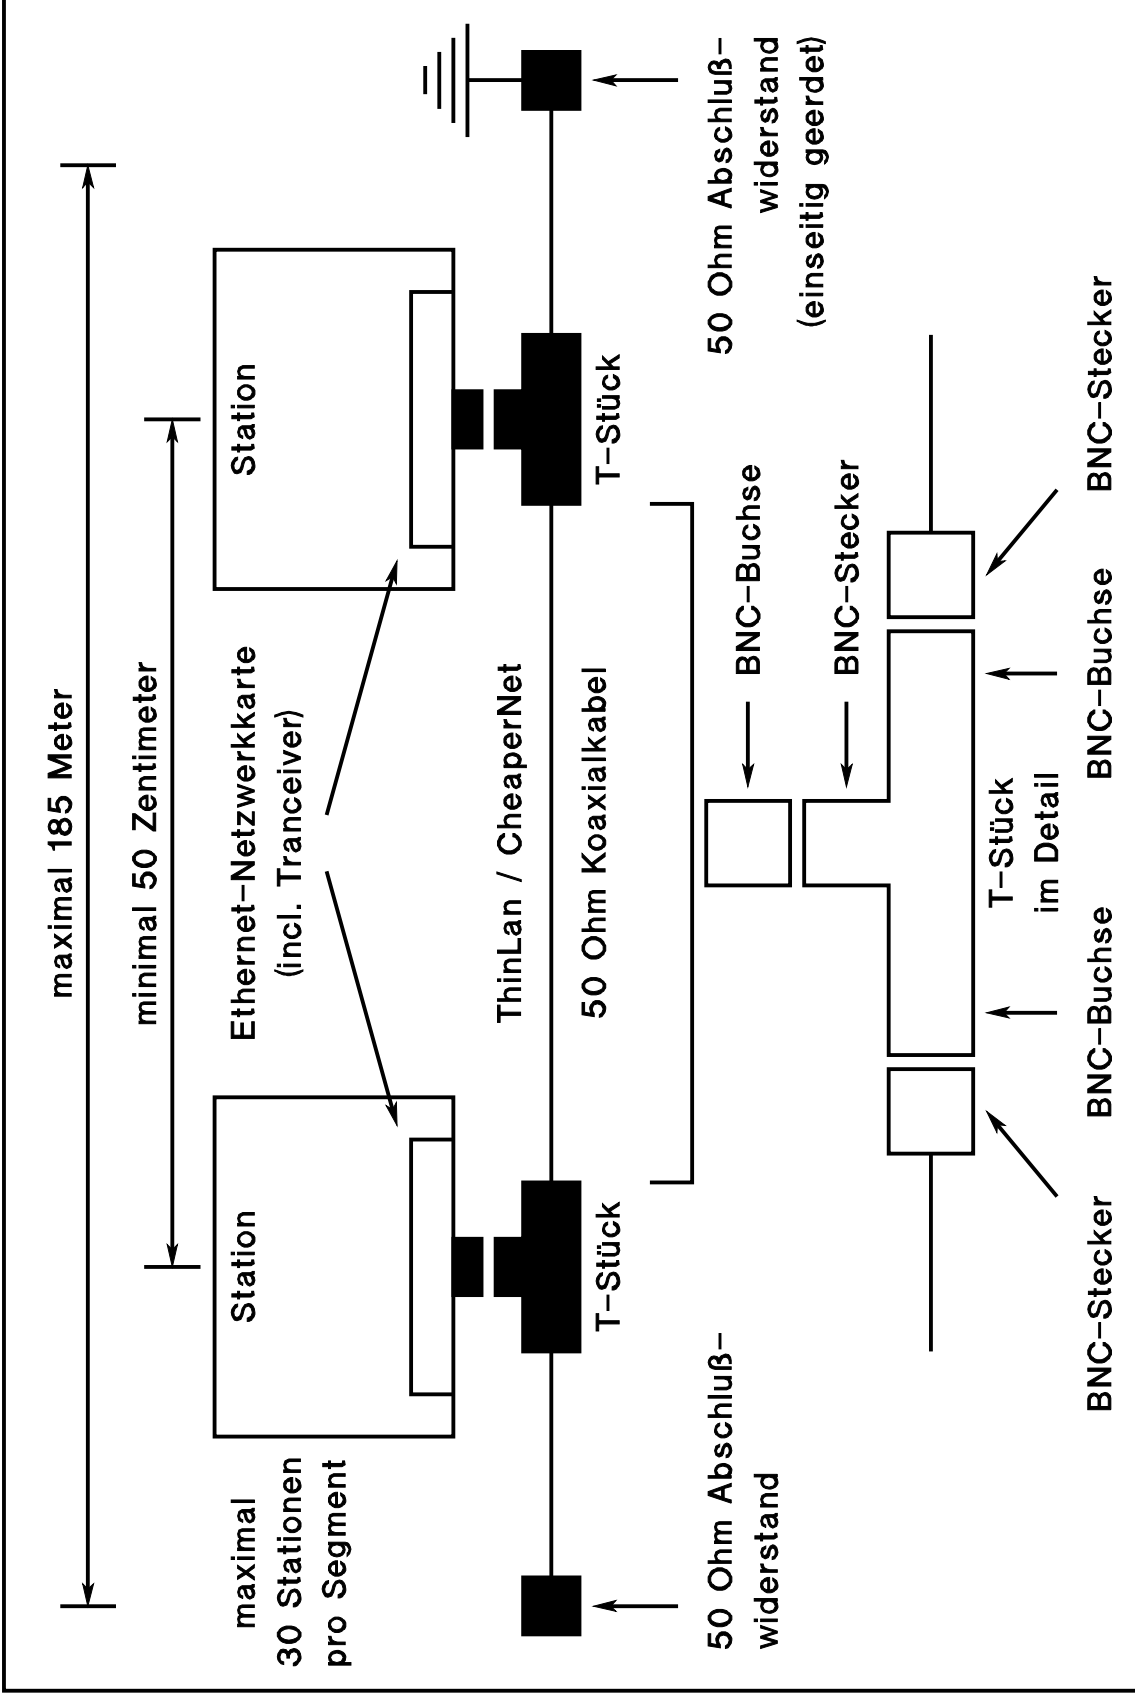 maximal 185 Meter
minimal 50 Zentimeter
maximal
30 Stationen
pro Segment
Station
Ethernet-Netzwerkkarte
(incl. Tranceiver)
Station
ThinLan / CheaperNet
50 Ohm Koaxialkabel
T-Stück
T-Stück
50 Ohm Abschluß-
widerstand
50 Ohm Abschluß-
widerstand
(einseitig geerdet)
BNC-Buchse
BNC-Stecker
T-Stück
im Detail
BNC-Stecker
BNC-Buchse
BNC-Buchse
BNC-Stecker